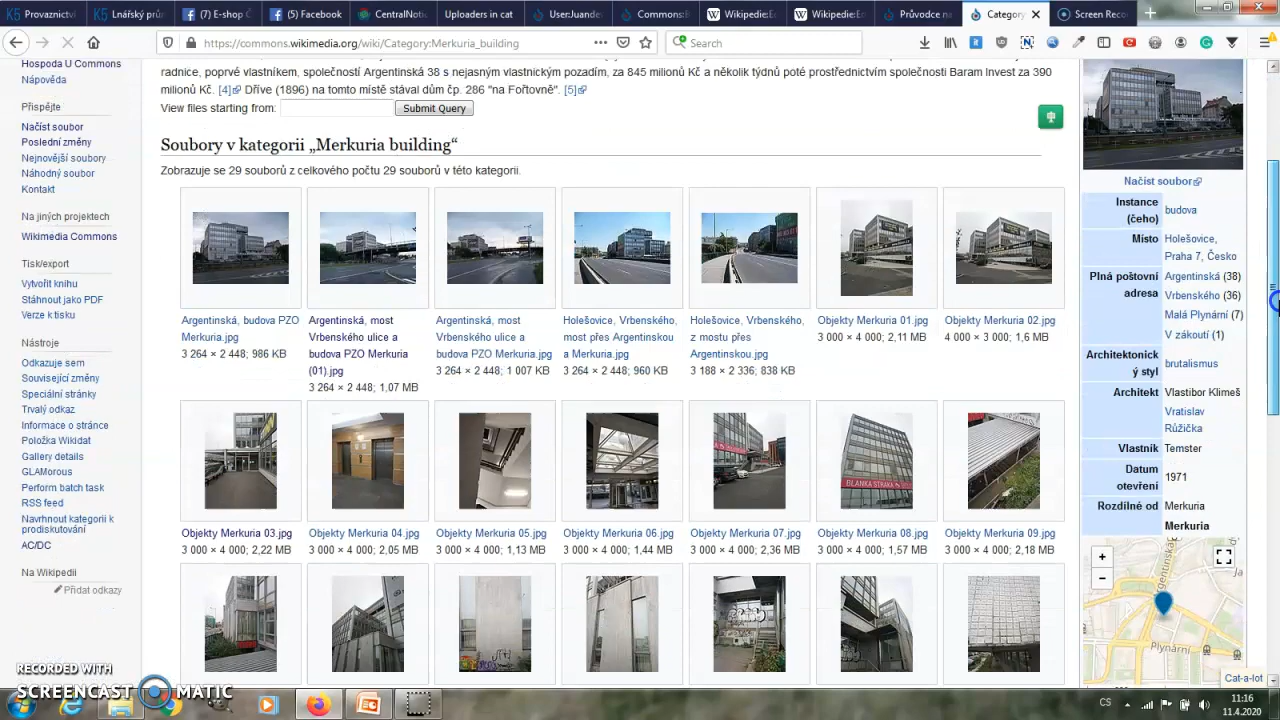 Provaznictví
Lnářský průr
(7) E-shop Č
(5) Facebook
CentralNotic
Uploaders in cat
User:Juande
Commons:B
Wikipedie:En
Wikipedie:En
Průvodce na
Categor
Screen Reco
https://commons.wikimedia.org/wiki/Category:Merkuria_building
Search
Hospoda U Commons
Nápověda
Přispějte
Načíst soubor
Poslední změny
Nejnovější soubory
Náhodný soubor
Kontakt
Na jiných projektech
Wikimedia Commons
Tisk/export
Vytvořit knihu
Stáhnout jako PDF
Verze k tisku
Nástroje
Odkazuje sem
Související změny
Speciální stránky
Trvalý odkaz
Informace o stránce
Položka Wikidat
Gallery details
GLAMorous
Perform batch task
RSS feed
Navrhnout kategorii k
prodiskutování
AC/DC
Na Wikipedii
Přidat odkazy
radnice, poprvé vlastníkem, společností Argentinská 38 s nejasným vlastnickým pozadím, za 845 milionů Kč a několik týdnů poté prostřednictvím společnosti Baram Invest za 390
milionů Kč. [4] Dříve (1896) na tomto místě stával dům čp. 286 "na Fořtovně". [5]
View files starting from:
Submit Query
Soubory v kategorii „Merkuria building“
Zobrazuje se 29 souborů z celkového počtu 29 souborů v této kategorii.
Argentinská, budova PZO
Merkuria.jpg
3 264 × 2 448; 986 KB
Argentinská, most
Vrbenského ulice a
budova PZO Merkuria
(01).jpg
3 264 × 2 448; 1,07 MB
Argentinská, most
Vrbenského ulice a
budova PZO Merkuria.jpg
3 264 × 2 448; 1 007 KB
Holešovice, Vrbenského,
most přes Argentinskou
a Merkuria.jpg
3 264 × 2 448; 960 KB
Holešovice, Vrbenského,
z mostu přes
Argentinskou.jpg
3 188 × 2 336; 838 KB
Objekty Merkuria 01.jpg
3 000 × 4 000; 2,11 MB
Objekty Merkuria 02.jpg
4 000 × 3 000; 1,6 MB
BLANKA STRAKA
Objekty Merkuria 03.jpg
3 000 × 4 000; 2,22 MB
Objekty Merkuria 04.jpg
3 000 × 4 000; 2,05 MB
Objekty Merkuria 05.jpg
3 000 × 4 000; 1,13 MB
Objekty Merkuria 06.jpg
3 000 × 4 000; 1,44 MB
Objekty Merkuria 07.jpg
3 000 × 4 000; 2,36 MB
Objekty Merkuria 08.jpg
3 000 × 4 000; 1,57 MB
Objekty Merkuria 09.jpg
3 000 × 4 000; 2,18 MB
Načíst soubor
Instance
(čeho)
budova
Místo
Holešovice,
Praha 7, Česko
Plná poštovní
adresa
Argentinská (38)
Vrbenského (36)
Malá Plynární (7)
V zákoutí (1)
Architektonick
ý styl
brutalismus
Architekt
Vlastibor Klimeš
Vratislav
Růžička
Vlastník
Temster
Datum
otevření
1971
Rozdílné od
Merkuria
Merkuria
+
−
Plynární
Cat-a-lot
RECORDED WITH
SCREENCAST MATIC
CS
11:16
11.4.2020